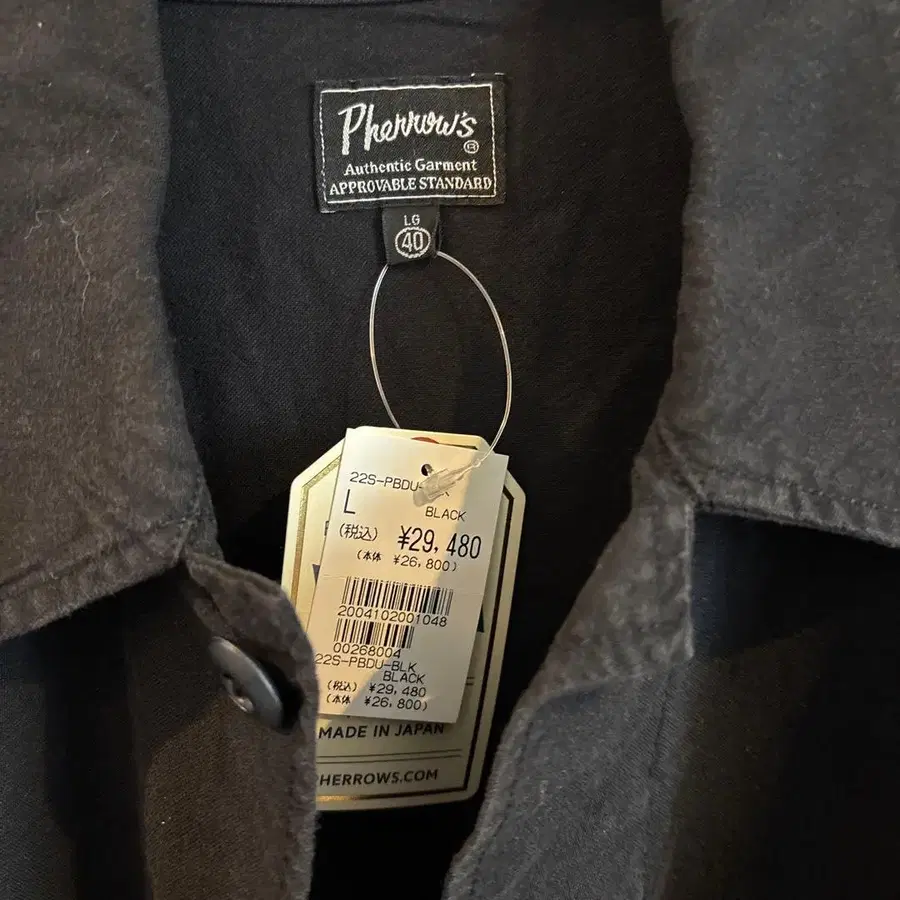 Pherrow's
®
Authentic Garment
APPROVABLE STANDARD
LG
40
22S-PBDU-BLK
L
BLACK
(税込) ¥29,480
(本体 ¥26,800)
2004102001048
00268004
22S-PBDU-BLK
BLACK
(税込) ¥29,480
(本体 ¥26,800)
MADE IN JAPAN
PHERROWS.COM